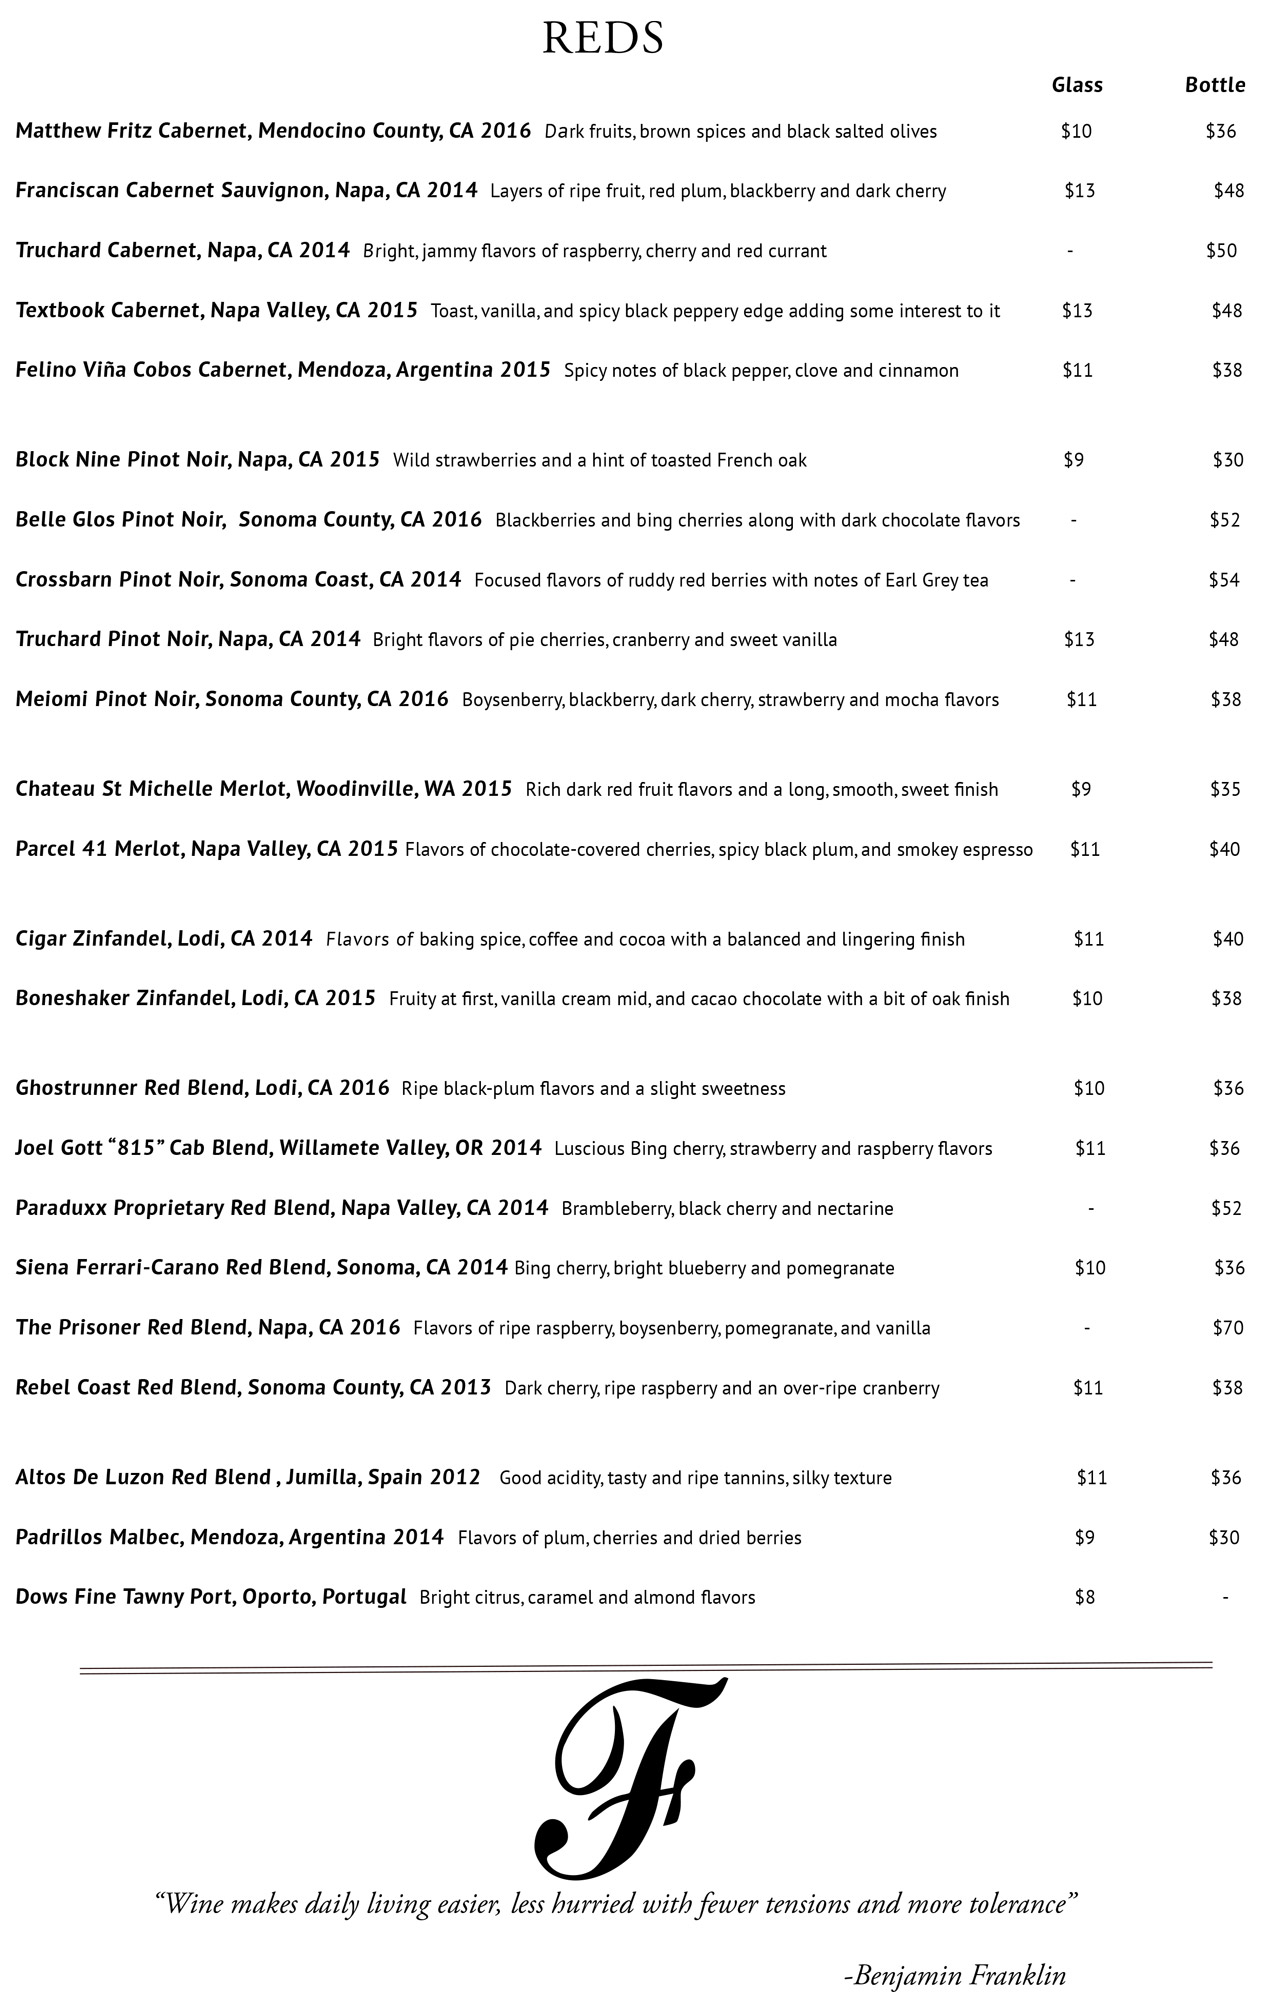 REDS
Glass Bottle
Matthew Fritz Cabernet, Mendocino County, CA 2016 Dark fruits, brown spices and black salted olives $10 $36
Franciscan Cabernet Sauvignon, Napa, CA 2014 Layers of ripe fruit, red plum, blackberry and dark cherry $13 $48
Truchard Cabernet, Napa, CA 2014 Bright, jammy flavors of raspberry, cherry and red currant - $50
Textbook Cabernet, Napa Valley, CA 2015 Toast, vanilla, and spicy black peppery edge adding some interest to it $13 $48
Felino Viña Cobos Cabernet, Mendoza, Argentina 2015 Spicy notes of black pepper, clove and cinnamon $11 $38
Block Nine Pinot Noir, Napa, CA 2015 Wild strawberries and a hint of toasted French oak $9 $30
Belle Glos Pinot Noir, Sonoma County, CA 2016 Blackberries and bing cherries along with dark chocolate flavors - $52
Crossbarn Pinot Noir, Sonoma Coast, CA 2014 Focused flavors of ruddy red berries with notes of Earl Grey tea - $54
Truchard Pinot Noir, Napa, CA 2014 Bright flavors of pie cherries, cranberry and sweet vanilla $13 $48
Meiomi Pinot Noir, Sonoma County, CA 2016 Boysenberry, blackberry, dark cherry, strawberry and mocha flavors $11 $38
Chateau St Michelle Merlot, Woodinville, WA 2015 Rich dark red fruit flavors and a long, smooth, sweet finish $9 $35
Parcel 41 Merlot, Napa Valley, CA 2015 Flavors of chocolate-covered cherries, spicy black plum, and smokey espresso $11 $40
Cigar Zinfandel, Lodi, CA 2014 Flavors of baking spice, coffee and cocoa with a balanced and lingering finish $11 $40
Boneshaker Zinfandel, Lodi, CA 2015 Fruity at first, vanilla cream mid, and cacao chocolate with a bit of oak finish $10 $38
Ghostrunner Red Blend, Lodi, CA 2016 Ripe black-plum flavors and a slight sweetness $10 $36
Joel Gott “815” Cab Blend, Willamete Valley, OR 2014 Luscious Bing cherry, strawberry and raspberry flavors $11 $36
Paraduxx Proprietary Red Blend, Napa Valley, CA 2014 Brambleberry, black cherry and nectarine - $52
Siena Ferrari-Carano Red Blend, Sonoma, CA 2014 Bing cherry, bright blueberry and pomegranate $10 $36
The Prisoner Red Blend, Napa, CA 2016 Flavors of ripe raspberry, boysenberry, pomegranate, and vanilla - $70
Rebel Coast Red Blend, Sonoma County, CA 2013 Dark cherry, ripe raspberry and an over-ripe cranberry $11 $38
Altos De Luzon Red Blend , Jumilla, Spain 2012 Good acidity, tasty and ripe tannins, silky texture $11 $36
Padrillos Malbec, Mendoza, Argentina 2014 Flavors of plum, cherries and dried berries $9 $30
Dows Fine Tawny Port, Oporto, Portugal Bright citrus, caramel and almond flavors $8 -
F
“Wine makes daily living easier, less hurried with fewer tensions and more tolerance”
-Benjamin Franklin